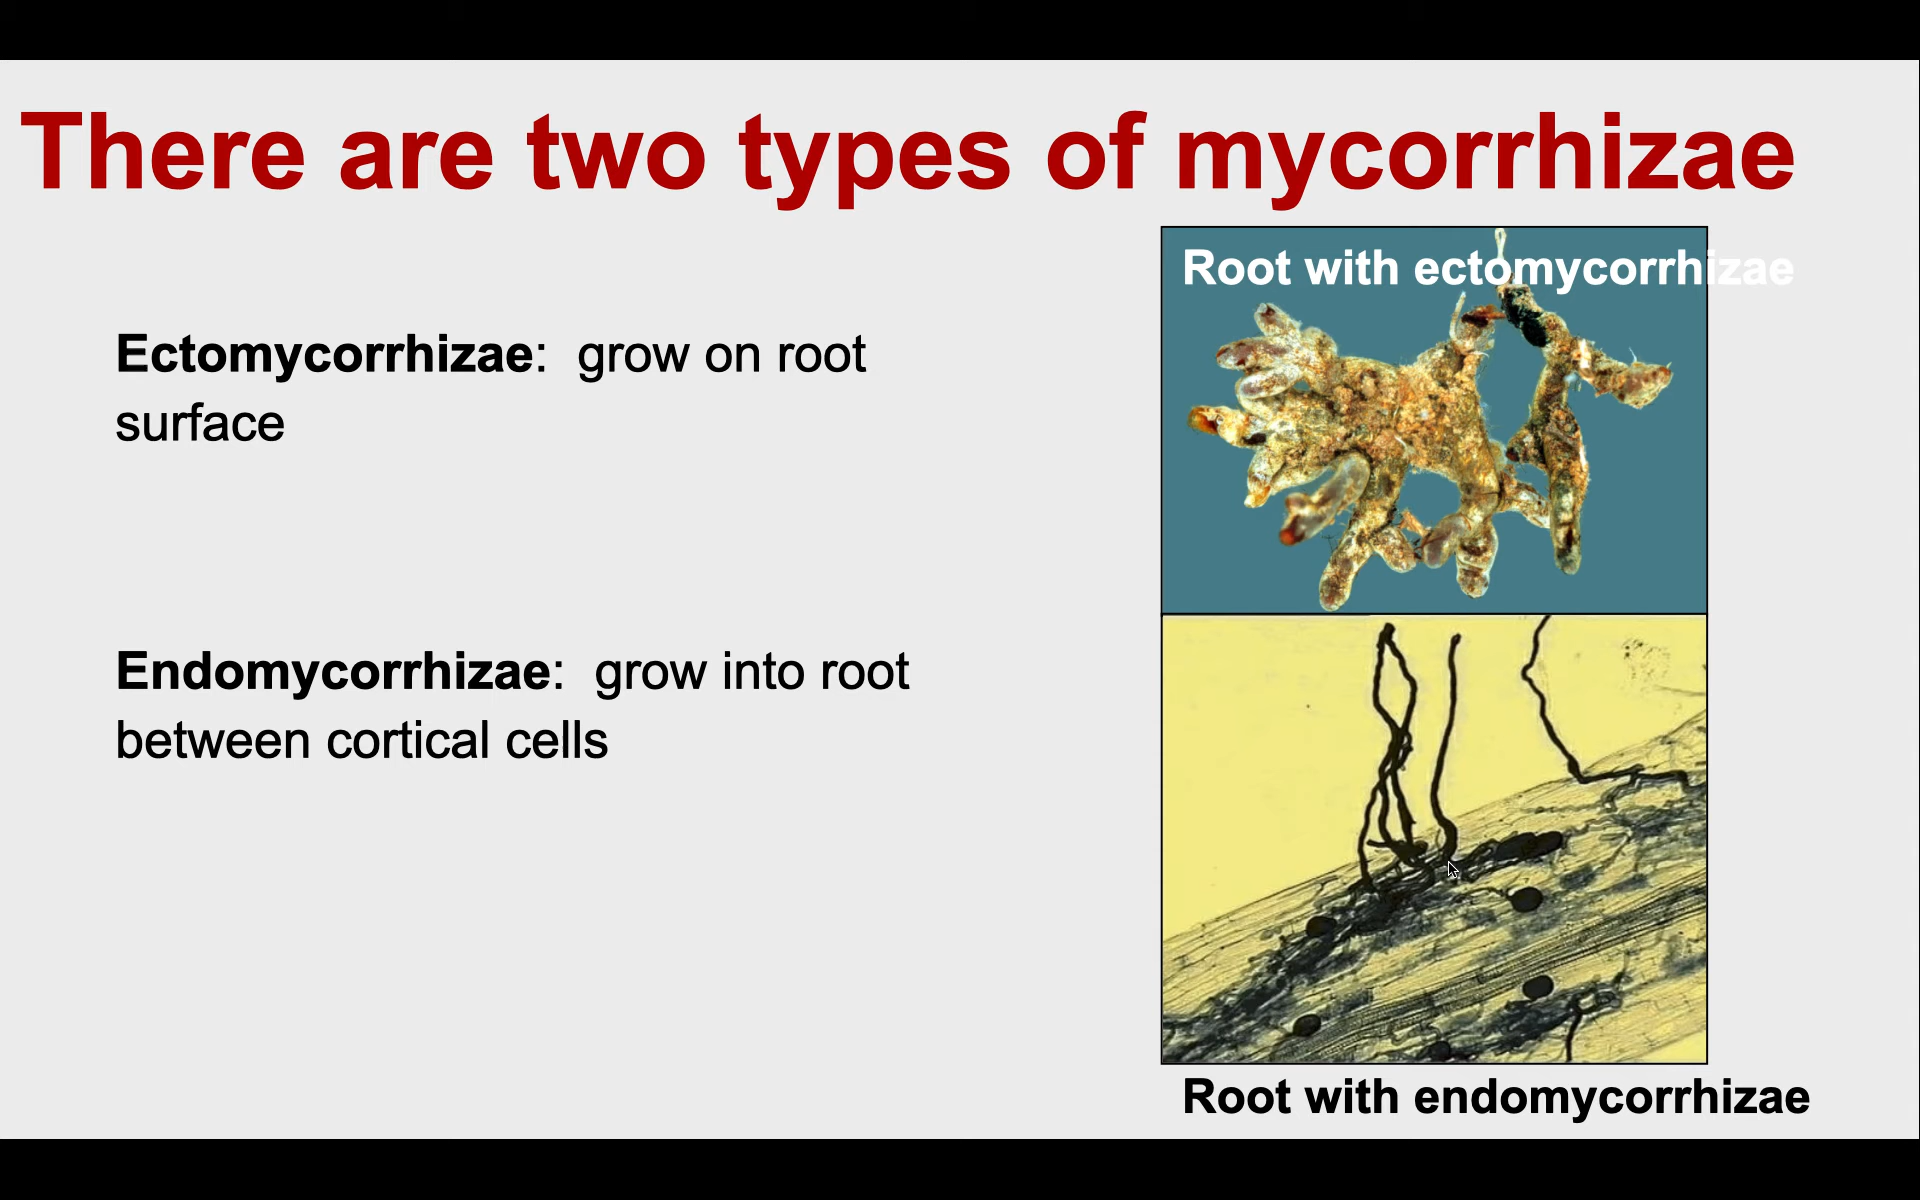 There are two types of mycorrhizae
Root with ectomycorrhizae
Ectomycorrhizae:  grow on root
surface
Endomycorrhizae:  grow into root
between cortical cells
Root with endomycorrhizae